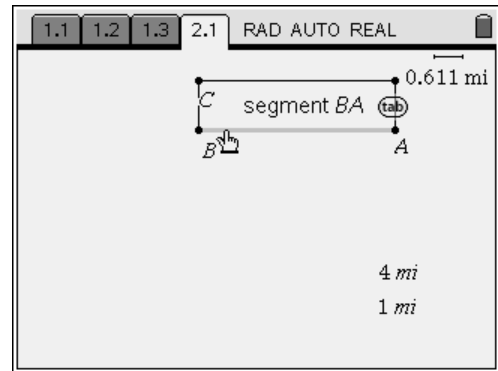 1.1 1.2 1.3 2.1 RAD AUTO REAL
0.611 mi
C segment BA tab
B A
4 mi
1 mi